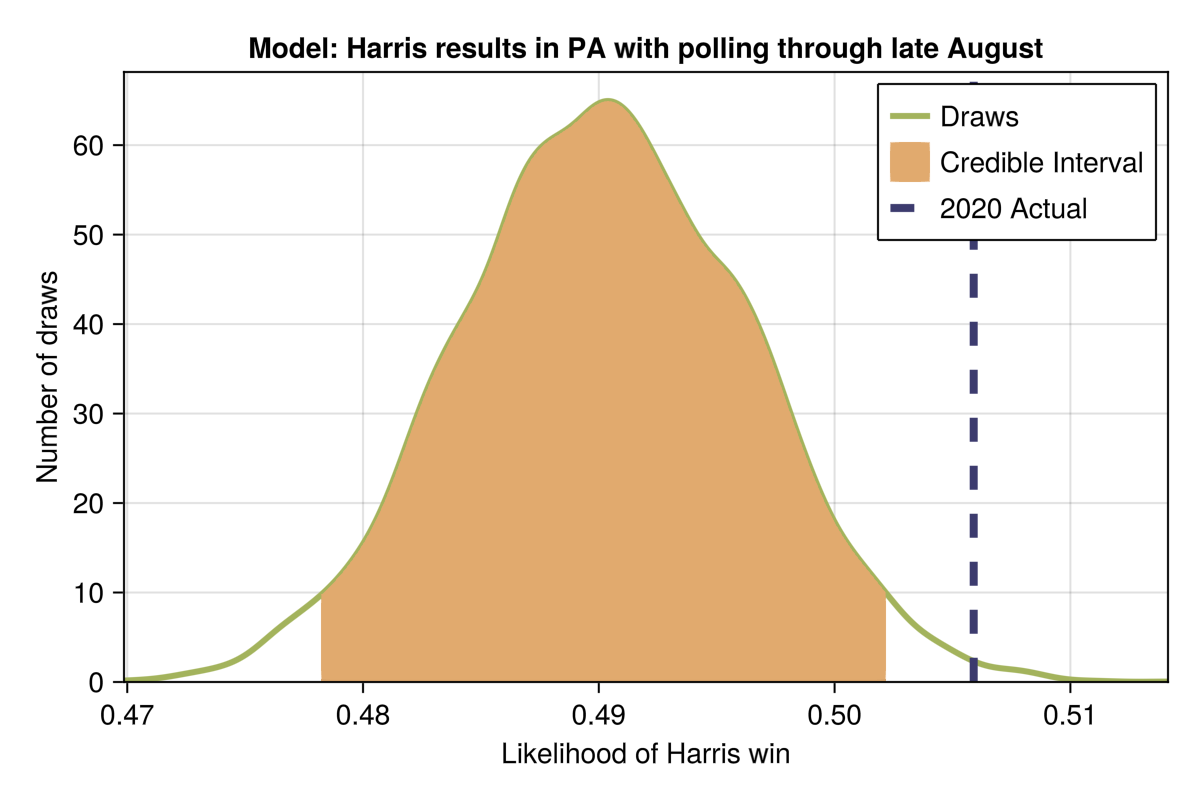 Model: Harris results in PA with polling through late August
Draws
Credible Interval
2020 Actual
Number of draws
60
50
40
30
20
10
0
0.47 0.48 0.49 0.50 0.51
Likelihood of Harris win